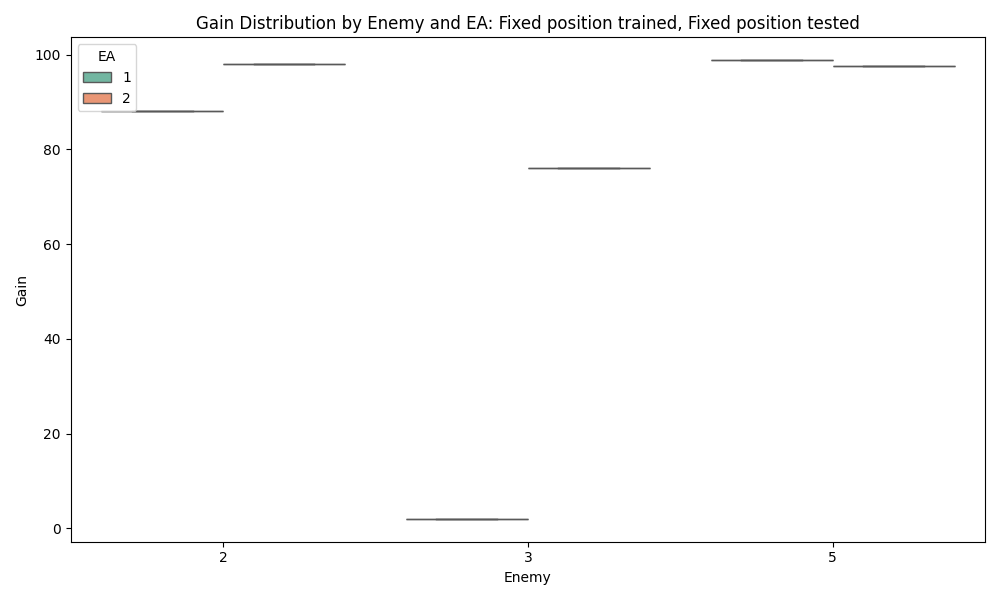 Gain Distribution by Enemy and EA: Fixed position trained, Fixed position tested
EA
1
2
100
80
60
40
20
0
Gain
2
3
5
Enemy